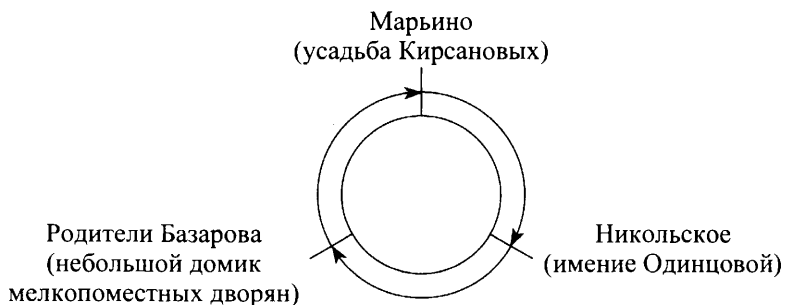 Марьино
(усадьба Кирсановых)
Родители Базарова
(небольшой домик
мелкопоместных дворян)
Никольское
(имение Одинцовой)